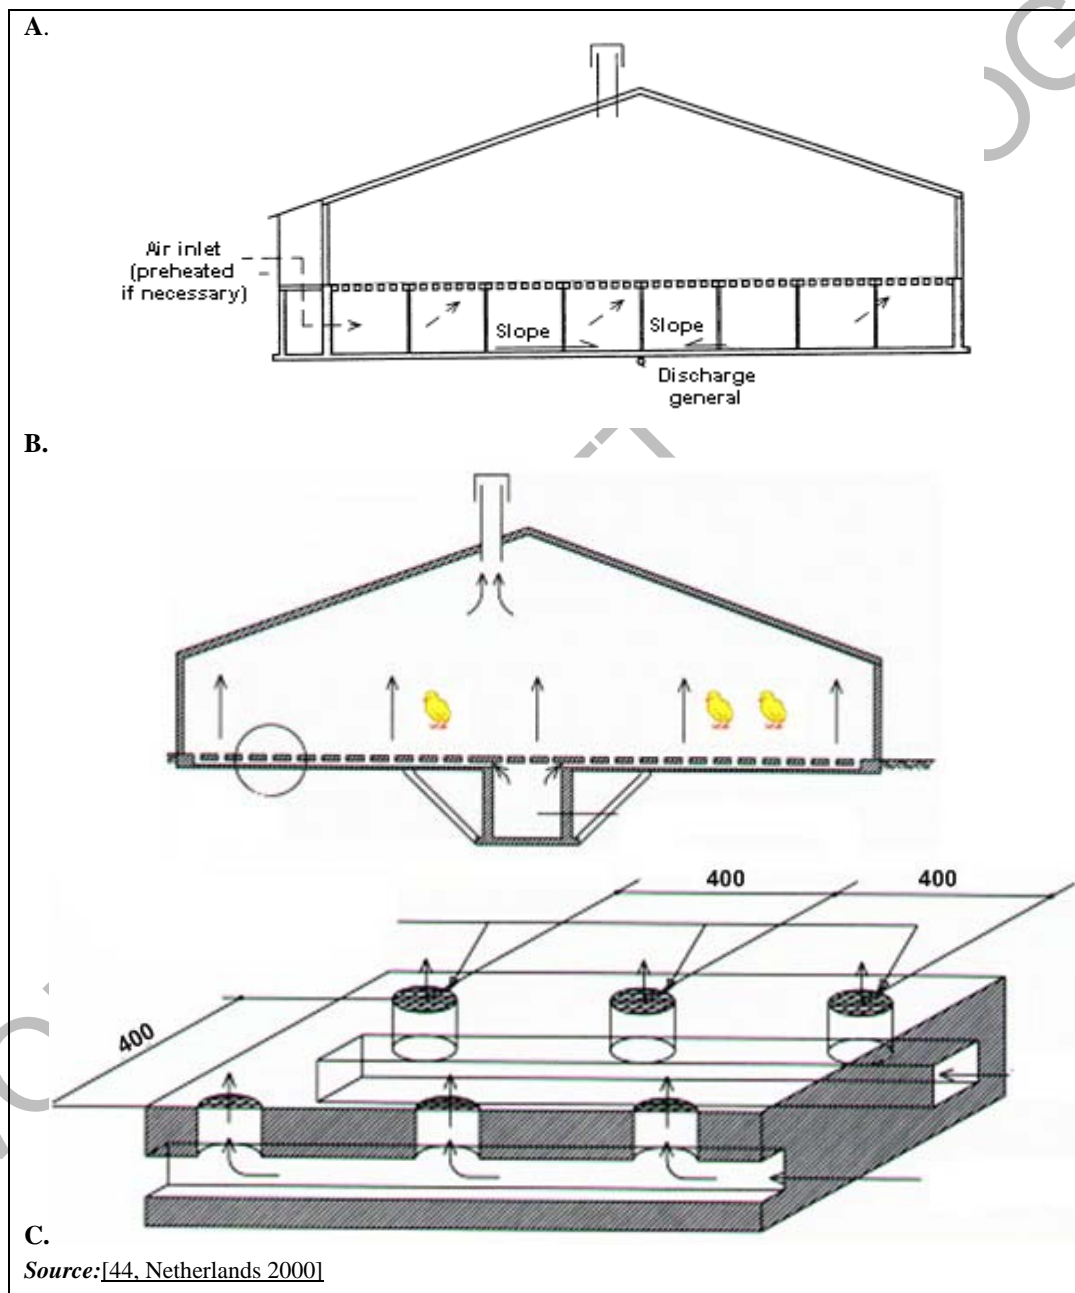 A.
Air inlet
(preheated
if necessary)
Slope
Slope
Discharge
general
B.
400
400
400
C.
Source:[44, Netherlands 2000]